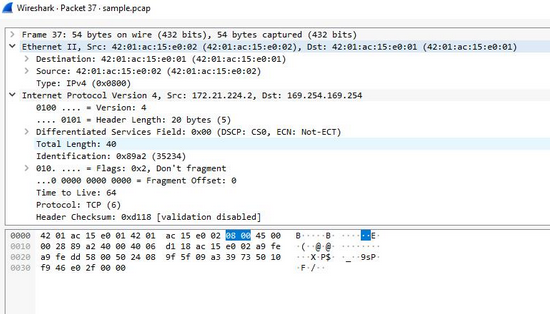 Wireshark · Packet 37 · sample.pcap
Frame 37: 54 bytes on wire (432 bits), 54 bytes captured (432 bits)
Ethernet II, Src: 42:01:ac:15:e0:02 (42:01:ac:15:e0:02), Dst: 42:01:ac:15:e0:01 (42:01:ac:15:e0:01)
Destination: 42:01:ac:15:e0:01 (42:01:ac:15:e0:01)
Source: 42:01:ac:15:e0:02 (42:01:ac:15:e0:02)
Type: IPv4 (0x0800)
Internet Protocol Version 4, Src: 172.21.224.2, Dst: 169.254.169.254
0100 .... = Version: 4
.... 0101 = Header Length: 20 bytes (5)
Differentiated Services Field: 0x00 (DSCP: CS0, ECN: Not-ECT)
Total Length: 40
Identification: 0x89a2 (35234)
010. .... = Flags: 0x2, Don't fragment
...0 0000 0000 0000 = Fragment Offset: 0
Time to Live: 64
Protocol: TCP (6)
Header Checksum: 0xd118 [validation disabled]
0000 42 01 ac 15 e0 01 42 01 ac 15 e0 02 08 00 45 00 B·····B· ······E·
0010 00 28 89 a2 40 00 40 06 d1 18 ac 15 e0 02 a9 fe ·(··@·@· ········
0020 a9 fe dd 58 00 50 24 08 9f 5f 09 a3 39 73 50 10 ···X·P$· ·_··9sP·
0030 f9 46 e0 2f 00 00 ·F·/··